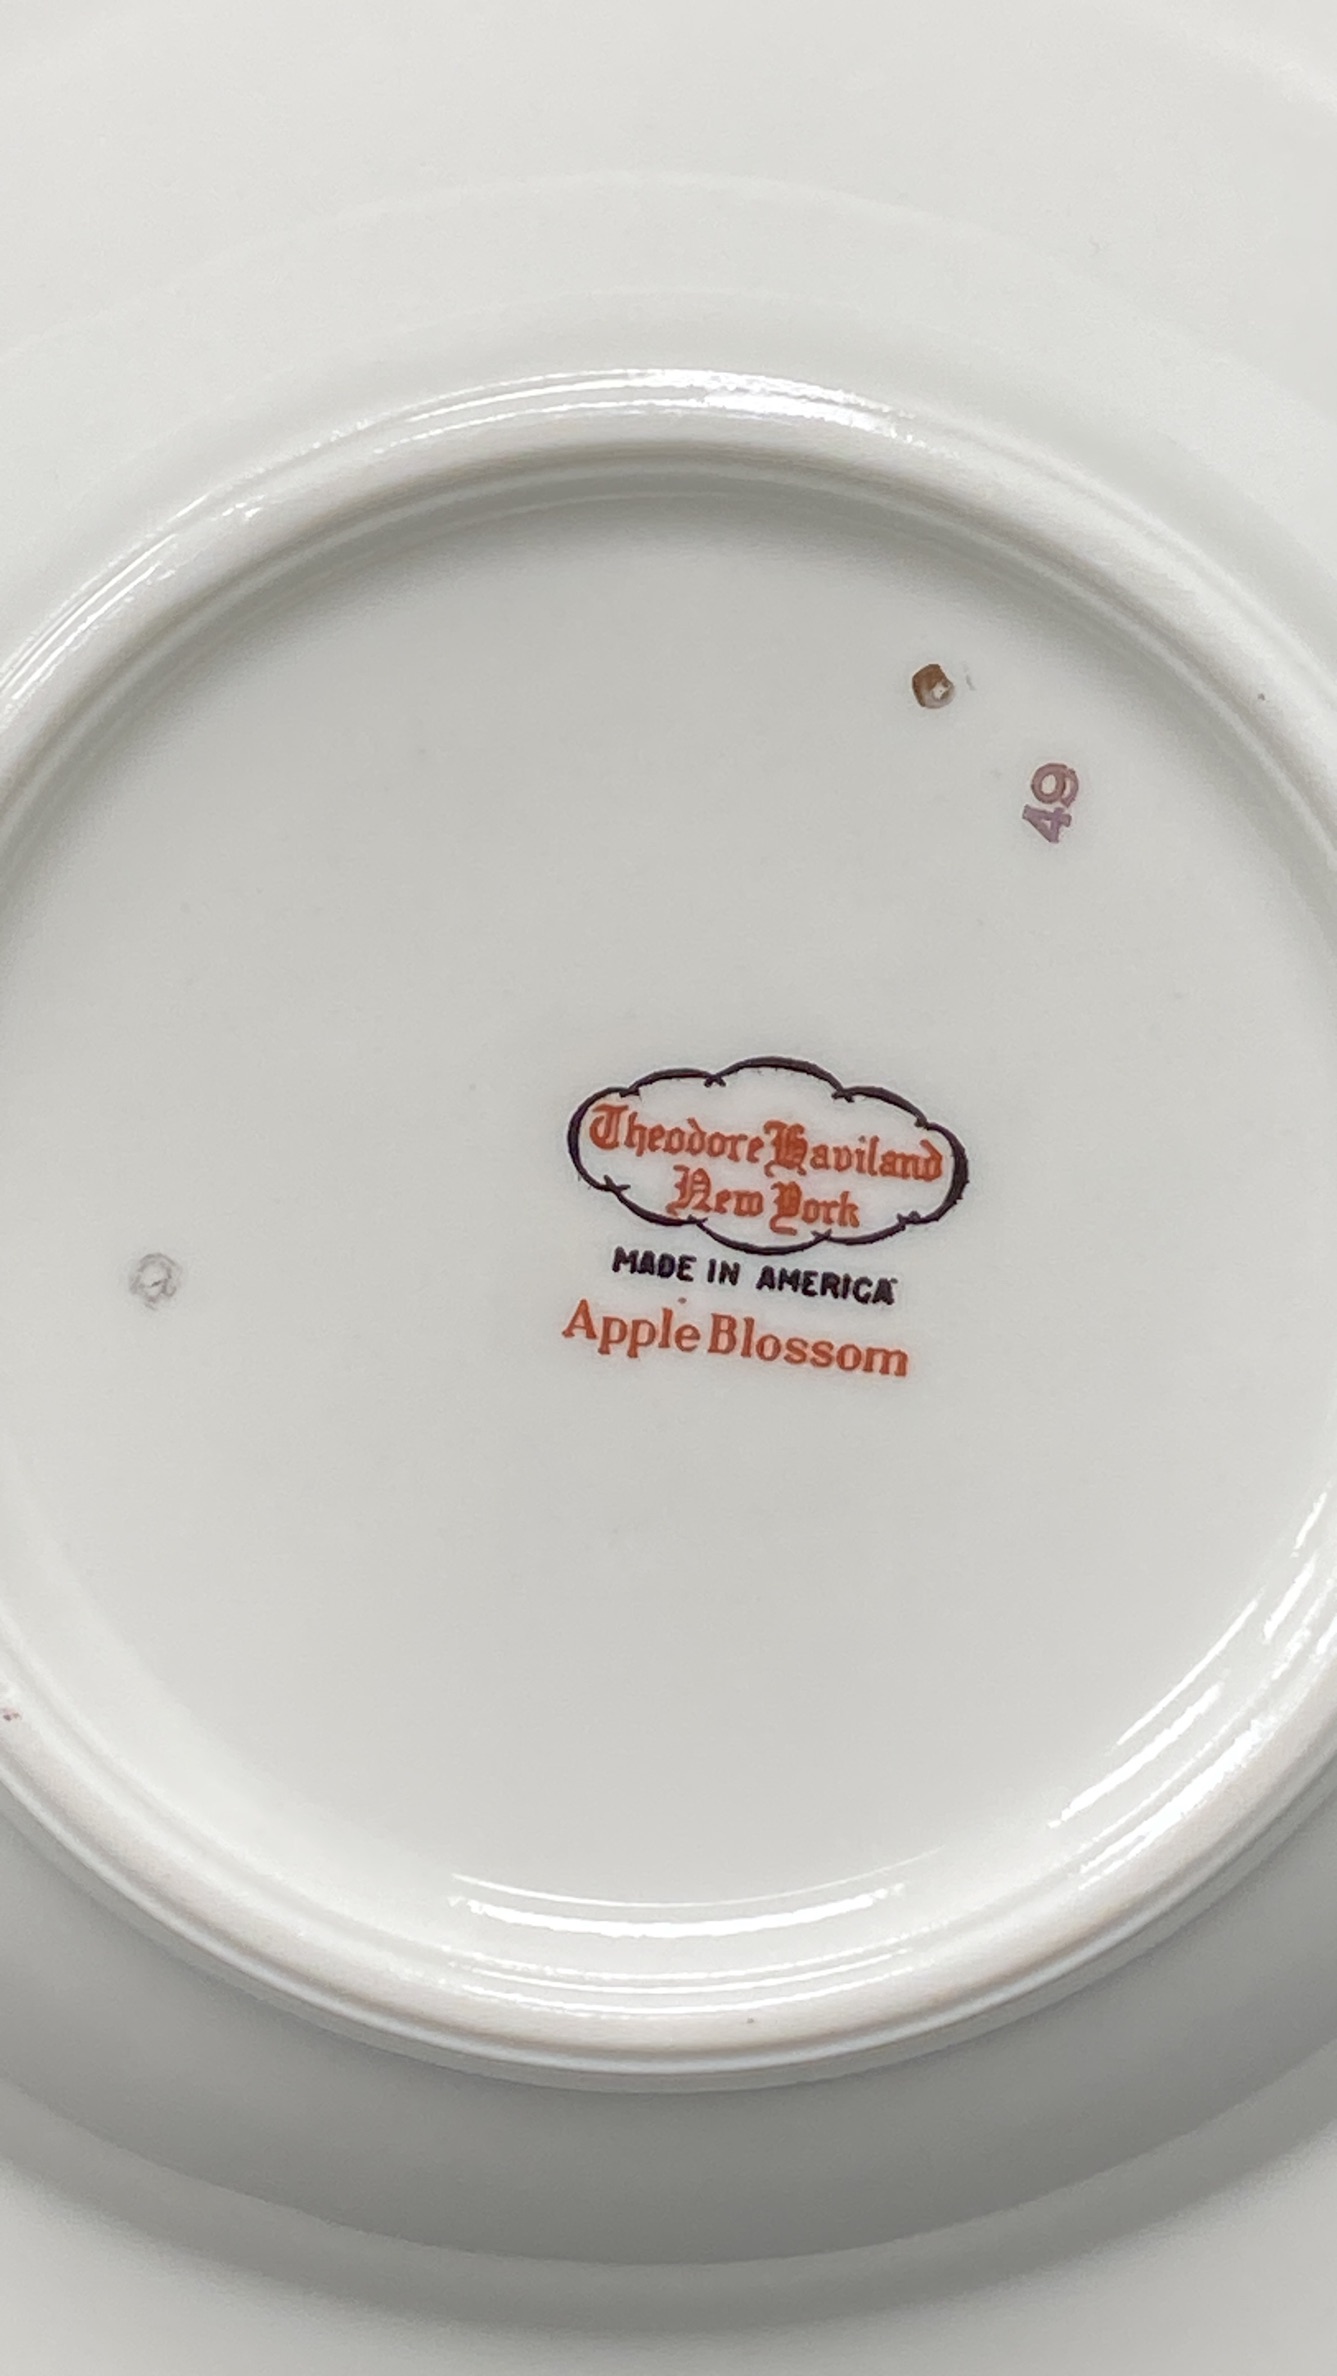 49
Theodore Haviland
New York
MADE IN AMERICA
Apple Blossom